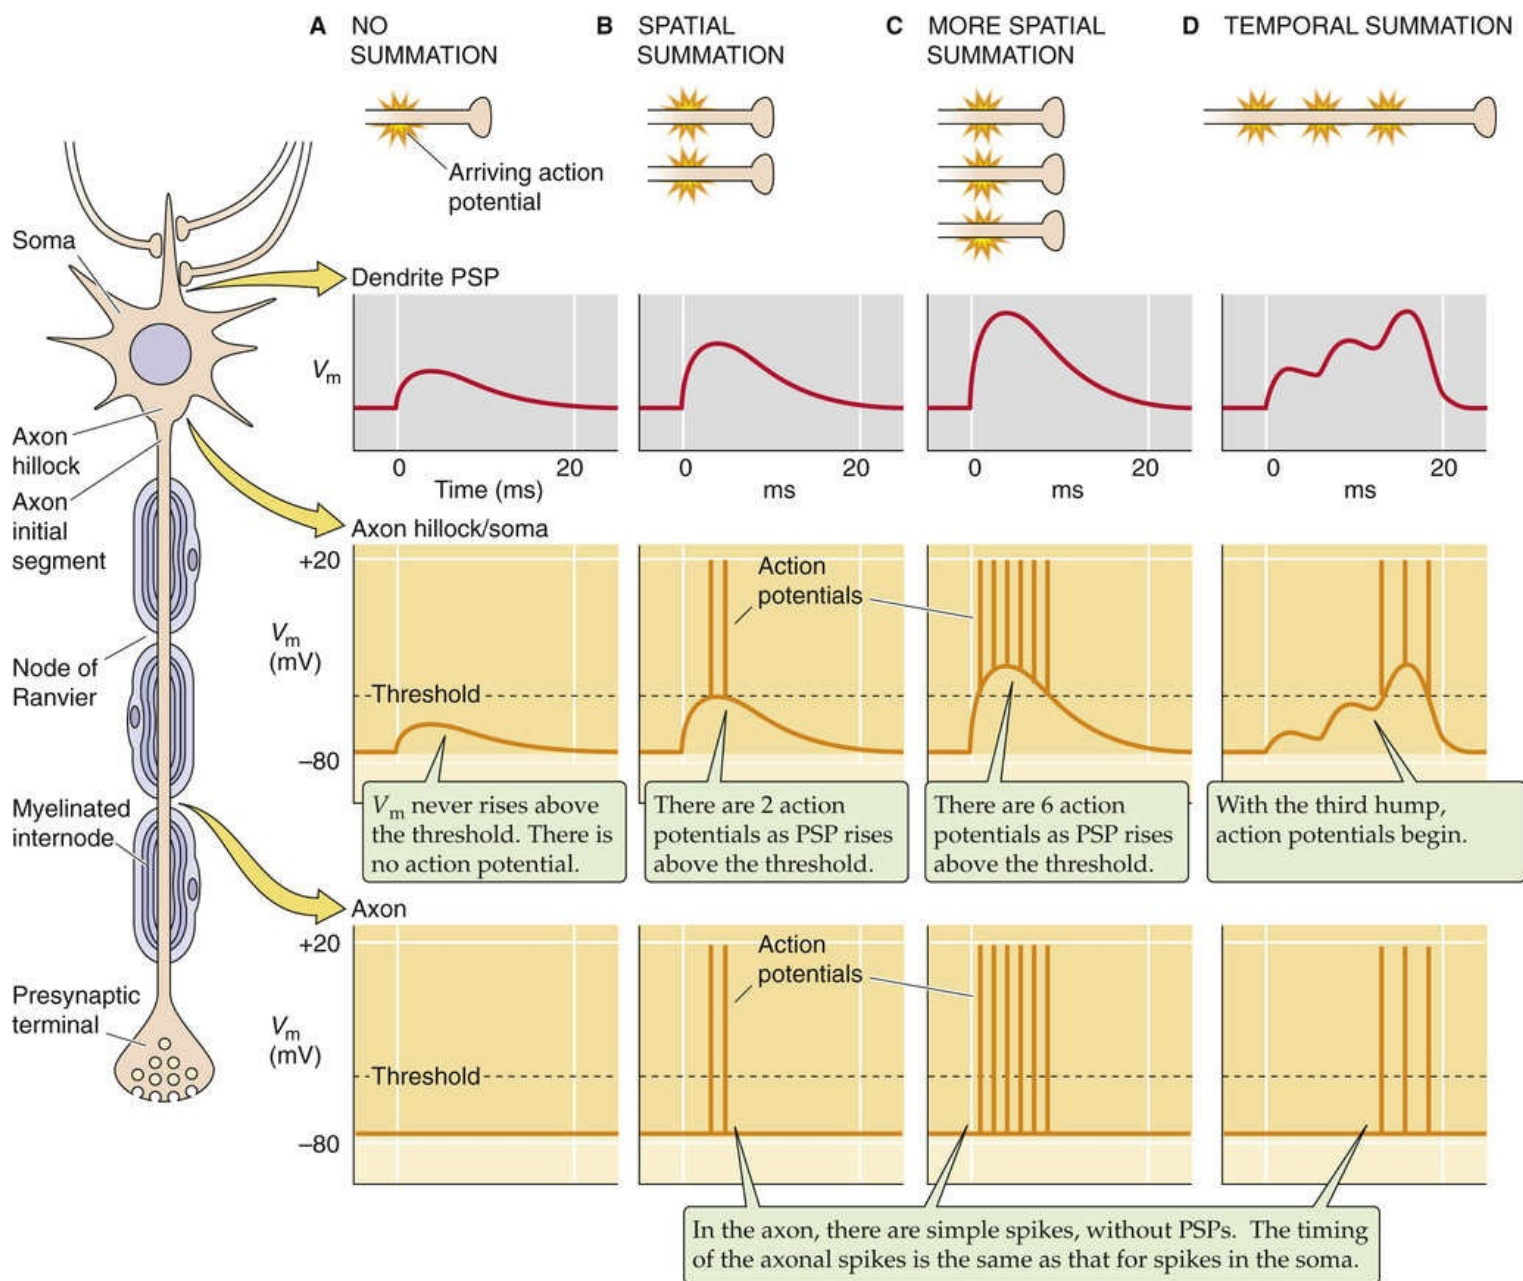 A NO
SUMMATION
B SPATIAL
SUMMATION
C MORE SPATIAL
SUMMATION
D TEMPORAL SUMMATION
Arriving action
potential
Soma
Axon
hillock
Axon
initial
segment
Node of
Ranvier
Myelinated
internode
Presynaptic
terminal
Dendrite PSP
Vm
0 20
Time (ms)
0 20
ms
0 20
ms
0 20
ms
Axon hillock/soma
+20
Vm
(mV)
Threshold
–80
Action
potentials
Vm never rises above
the threshold. There is
no action potential.
There are 2 action
potentials as PSP rises
above the threshold.
There are 6 action
potentials as PSP rises
above the threshold.
With the third hump,
action potentials begin.
Axon
+20
Vm
(mV)
Threshold
–80
Action
potentials
In the axon, there are simple spikes, without PSPs. The timing
of the axonal spikes is the same as that for spikes in the soma.